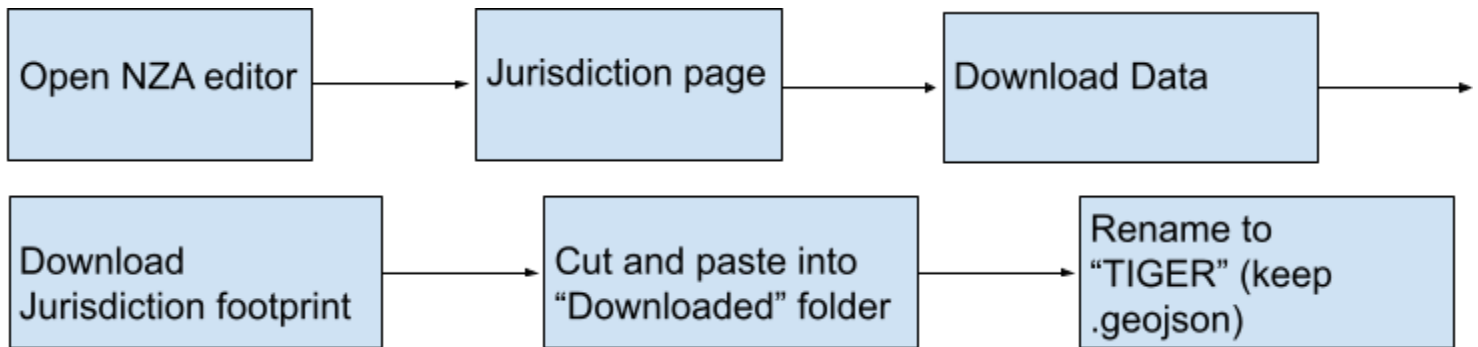 Open NZA editor
Jurisdiction page
Download Data
Download
Jurisdiction footprint
Cut and paste into
“Downloaded” folder
Rename to
“TIGER” (keep
.geojson)